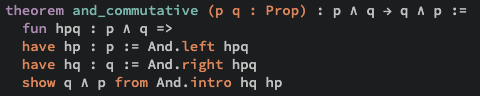 theorem and_commutative (p q : Prop) : p ∧ q → q ∧ p :=
  fun hpq : p ∧ q =>
  have hp : p := And.left hpq
  have hq : q := And.right hpq
  show q ∧ p from And.intro hq hp